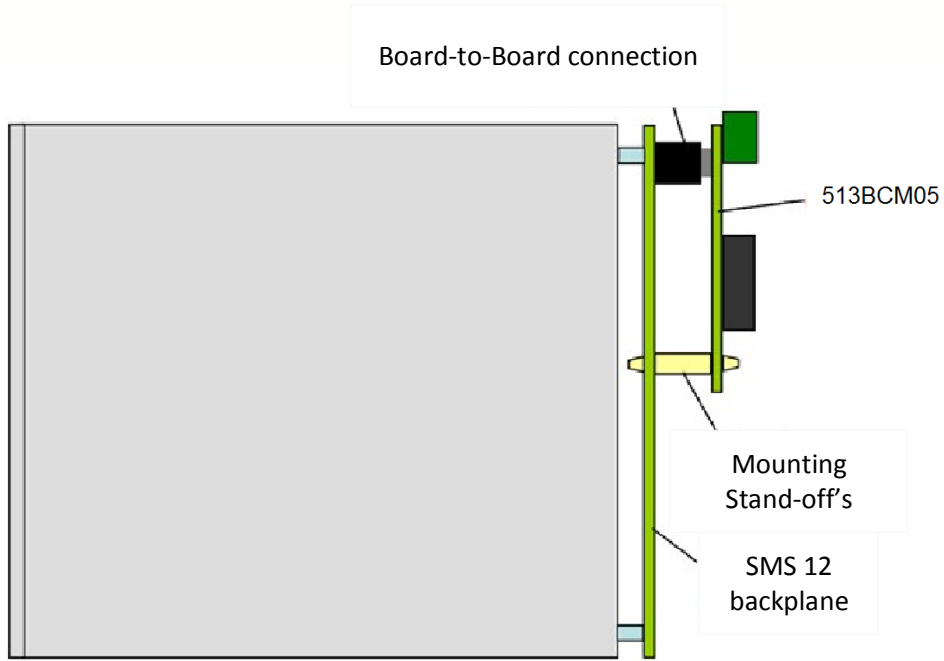 Board-to-Board connection
513BCM05
Mounting
Stand-off's
SMS 12
backplane